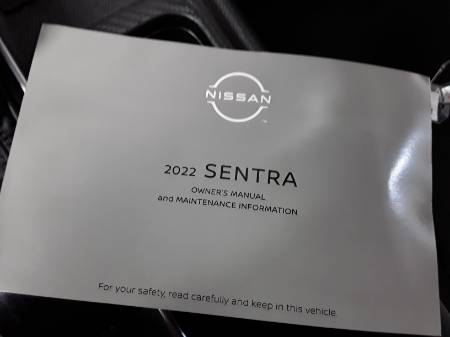 NISSAN
2022 SENTRA
OWNER'S MANUAL
and MAINTENANCE INFORMATION
For your safety, read carefully and keep in this vehicle.